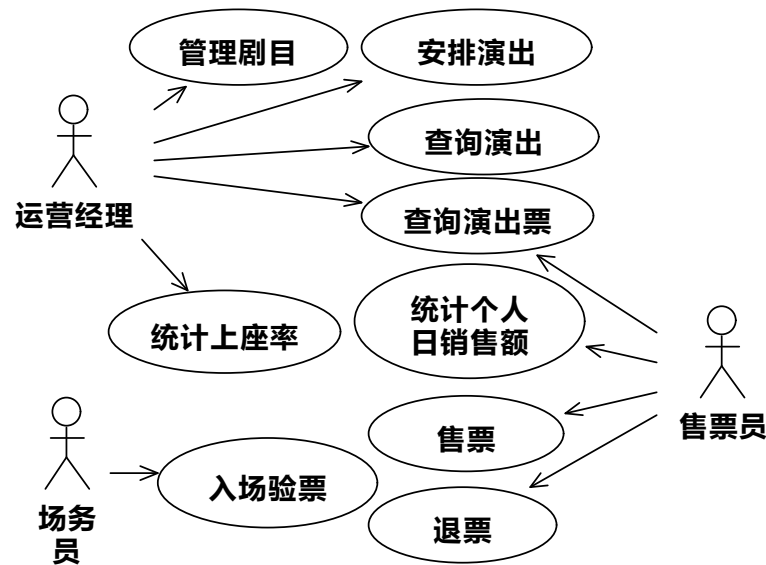 管理剧目
安排演出
查询演出
运营经理
查询演出票
统计个人
日销售额
统计上座率
售票员
售票
入场验票
场务
员
退票